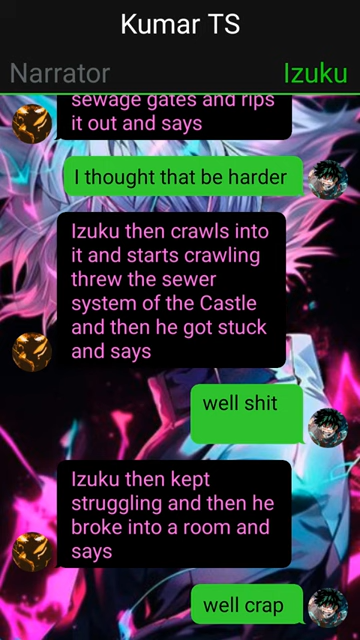 Kumar TS
Narrator Izuku
sewage gates and rips
it out and says
I thought that be harder
Izuku then crawls into
it and starts crawling
threw the sewer
system of the Castle
and then he got stuck
and says
well shit
Izuku then kept
struggling and then he
broke into a room and
says
well crap